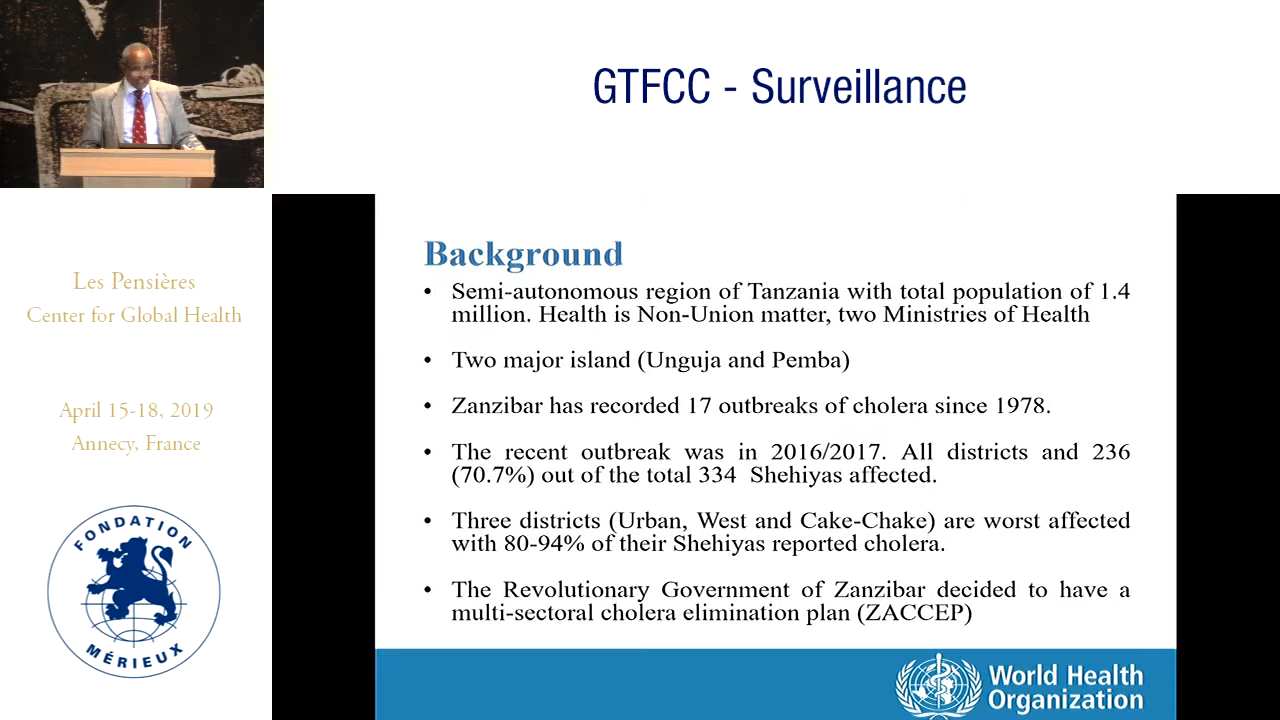 GTFCC - Surveillance
Les Pensières
Center for Global Health
April 15-18, 2019
Annecy, France
FONDATION
MÉRIEUX
Background
• Semi-autonomous region of Tanzania with total population of 1.4
million. Health is Non-Union matter, two Ministries of Health
• Two major island (Unguja and Pemba)
• Zanzibar has recorded 17 outbreaks of cholera since 1978.
• The recent outbreak was in 2016/2017. All districts and 236
(70.7%) out of the total 334 Shehiyas affected.
• Three districts (Urban, West and Cake-Chake) are worst affected
with 80-94% of their Shehiyas reported cholera.
• The Revolutionary Government of Zanzibar decided to have a
multi-sectoral cholera elimination plan (ZACCEP)
World Health
Organization